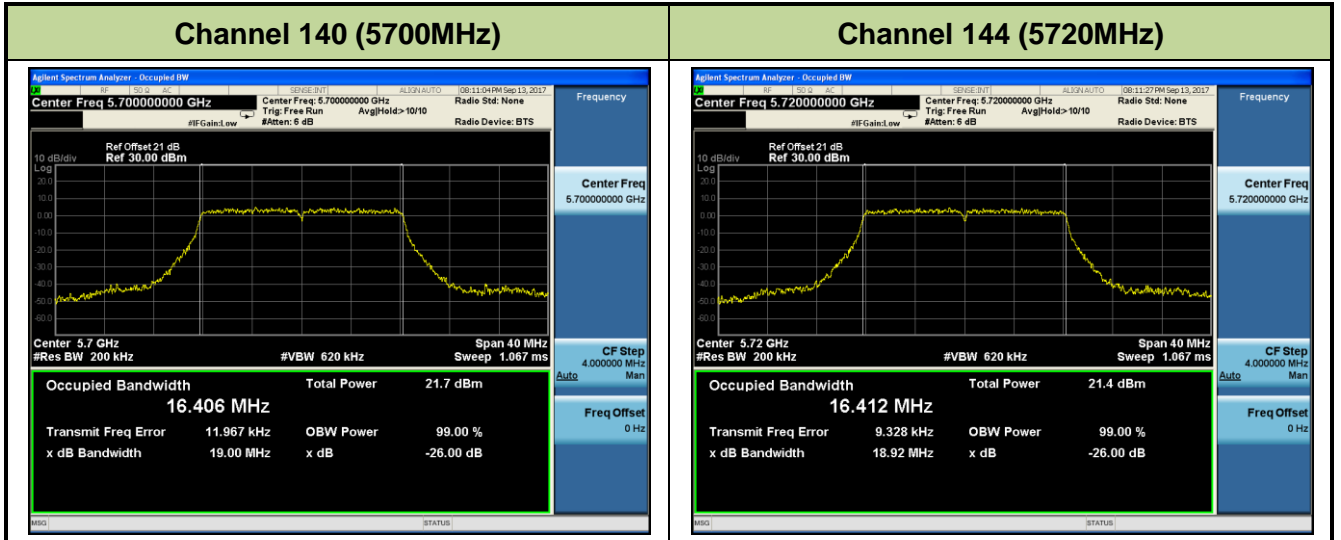 Channel 140 (5700MHz)
Agilent Spectrum Analyzer - Occupied BW
LXI RF 50 Ω AC SENSE:INT ALIGN AUTO 08:11:04 PM Sep 13, 2017
Center Freq 5.700000000 GHz
Center Freq: 5.700000000 GHz
Radio Std: None
Trig: Free Run Avg|Hold:> 10/10
#IFGain:Low #Atten: 6 dB Radio Device: BTS
Ref Offset 21 dB
10 dB/div Ref 30.00 dBm
Log
20.0
10.0
0.00
-10.0
-20.0
-30.0
-40.0
-50.0
-60.0
Center 5.7 GHz Span 40 MHz
#Res BW 200 kHz #VBW 620 kHz Sweep 1.067 ms
Occupied Bandwidth Total Power 21.7 dBm
16.406 MHz
Transmit Freq Error 11.967 kHz OBW Power 99.00 %
x dB Bandwidth 19.00 MHz x dB -26.00 dB
MSG STATUS
Frequency
Center Freq
5.700000000 GHz
CF Step
4.000000 MHz
Auto Man
Freq Offset
0 Hz
Channel 144 (5720MHz)
Agilent Spectrum Analyzer - Occupied BW
LXI RF 50 Ω AC SENSE:INT ALIGN AUTO 08:11:27 PM Sep 13, 2017
Center Freq 5.720000000 GHz
Center Freq: 5.720000000 GHz
Radio Std: None
Trig: Free Run Avg|Hold:> 10/10
#IFGain:Low #Atten: 6 dB Radio Device: BTS
Ref Offset 21 dB
10 dB/div Ref 30.00 dBm
Log
20.0
10.0
0.00
-10.0
-20.0
-30.0
-40.0
-50.0
-60.0
Center 5.72 GHz Span 40 MHz
#Res BW 200 kHz #VBW 620 kHz Sweep 1.067 ms
Occupied Bandwidth Total Power 21.4 dBm
16.412 MHz
Transmit Freq Error 9.328 kHz OBW Power 99.00 %
x dB Bandwidth 18.92 MHz x dB -26.00 dB
MSG STATUS
Frequency
Center Freq
5.720000000 GHz
CF Step
4.000000 MHz
Auto Man
Freq Offset
0 Hz